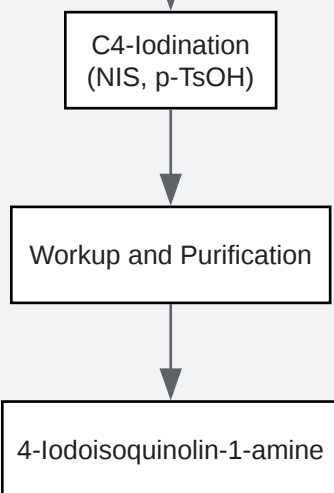 C4-Iodination
(NIS, p-TsOH)
Workup and Purification
4-Iodoisoquinolin-1-amine